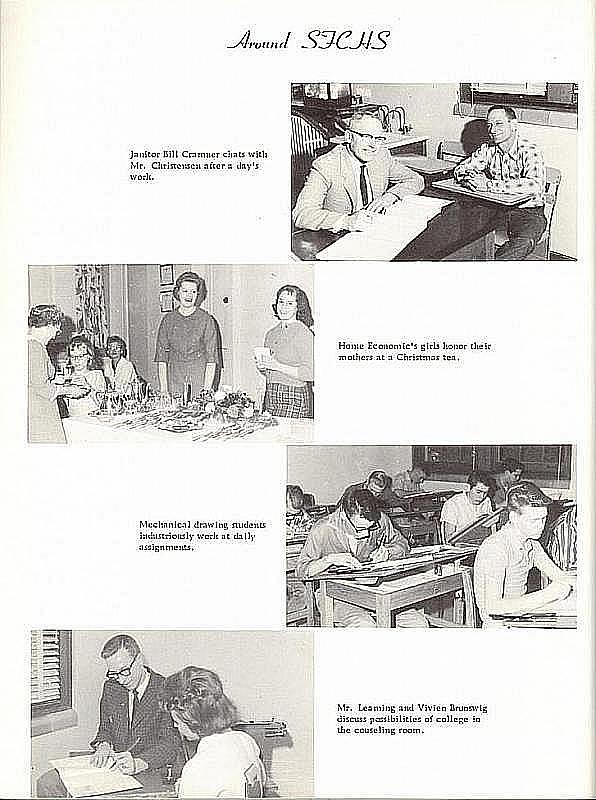 Around SFCHS
Janitor Bill Cramner chats with
Mr. Christensen after a day's
work.
Home Economic's girls honor their
mothers at a Christmas tea.
Mechanical drawing students
industriously work at daily
assignments.
Mr. Leaming and Vivien Brunswig
discuss possibilities of college in
the couseling room.